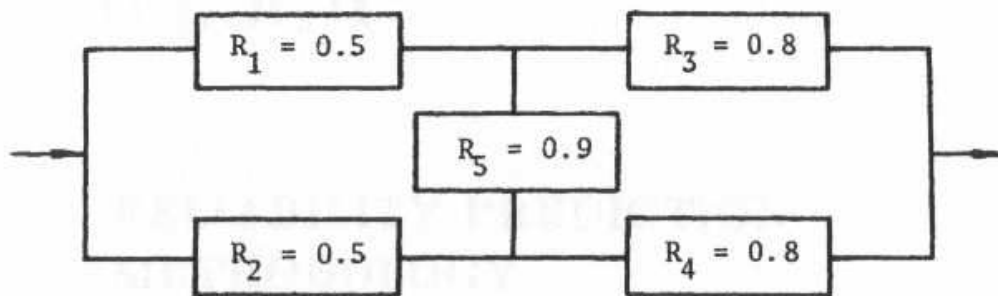 R₁ = 0.5
R₃ = 0.8
R₅ = 0.9
R₂ = 0.5
R₄ = 0.8